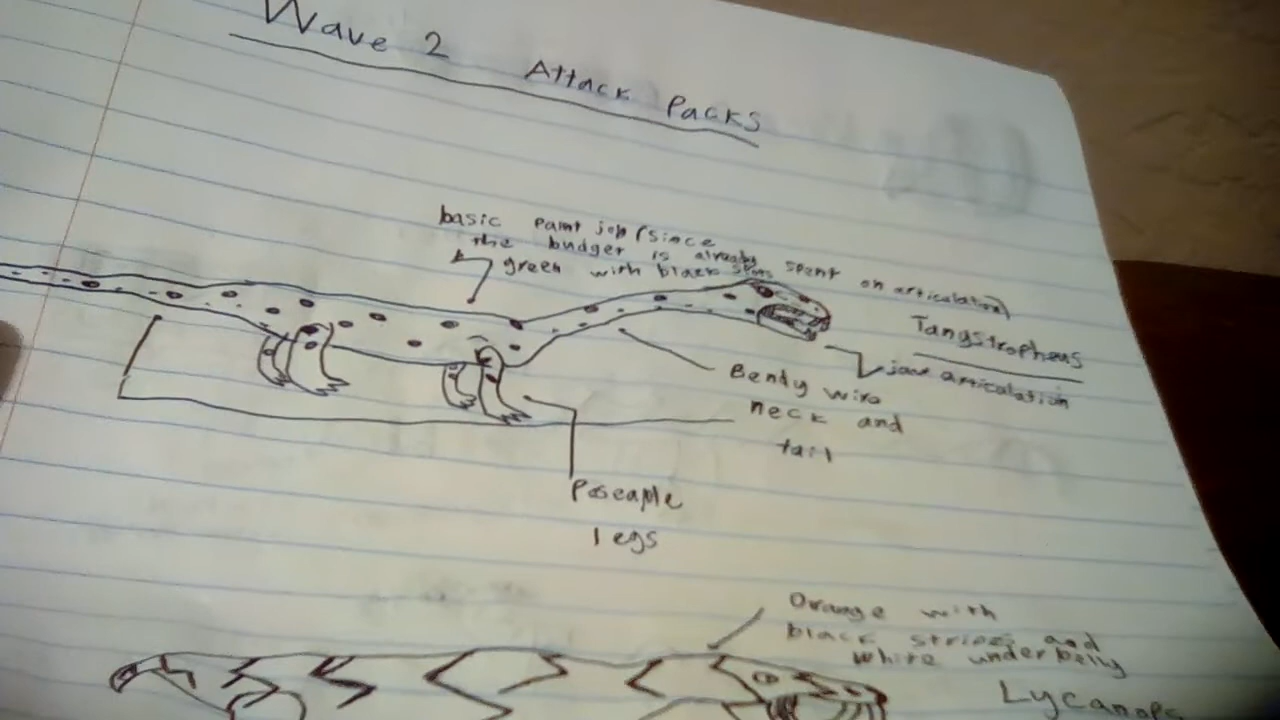 Wave 2 Attack Packs
basic paint job (since
the budget is already spent on articulation)
green with black spots
Tangstropheus
jaw articulation
Bendy wire
neck and
tail
Poseable
legs
Orange with
black stripes and
white underbelly
Lycanops